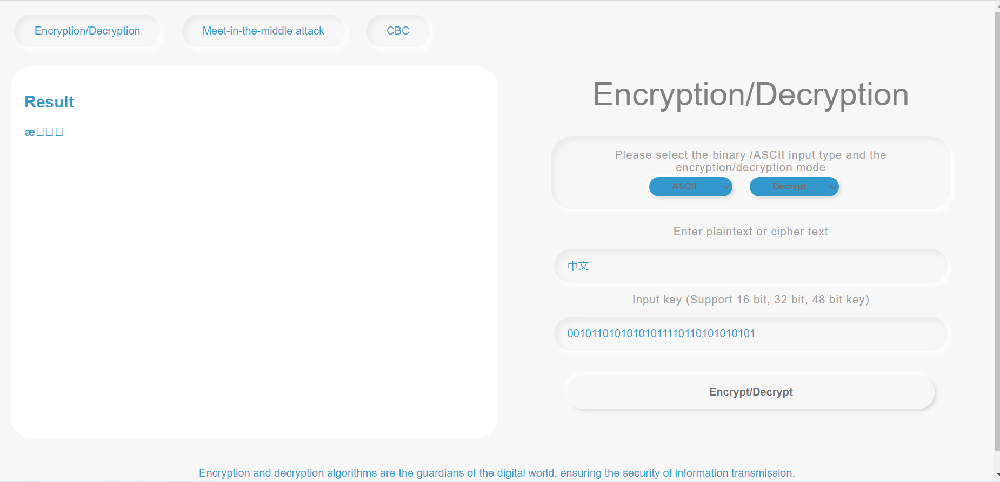 Encryption/Decryption
Meet-in-the-middle attack
CBC
Result
æ
Encryption/Decryption
Please select the binary /ASCII input type and the
encryption/decryption mode
ASCII
Decrypt
Enter plaintext or cipher text
中文
Input key (Support 16 bit, 32 bit, 48 bit key)
00101101010101011110110101010101
Encrypt/Decrypt
Encryption and decryption algorithms are the guardians of the digital world, ensuring the security of information transmission.